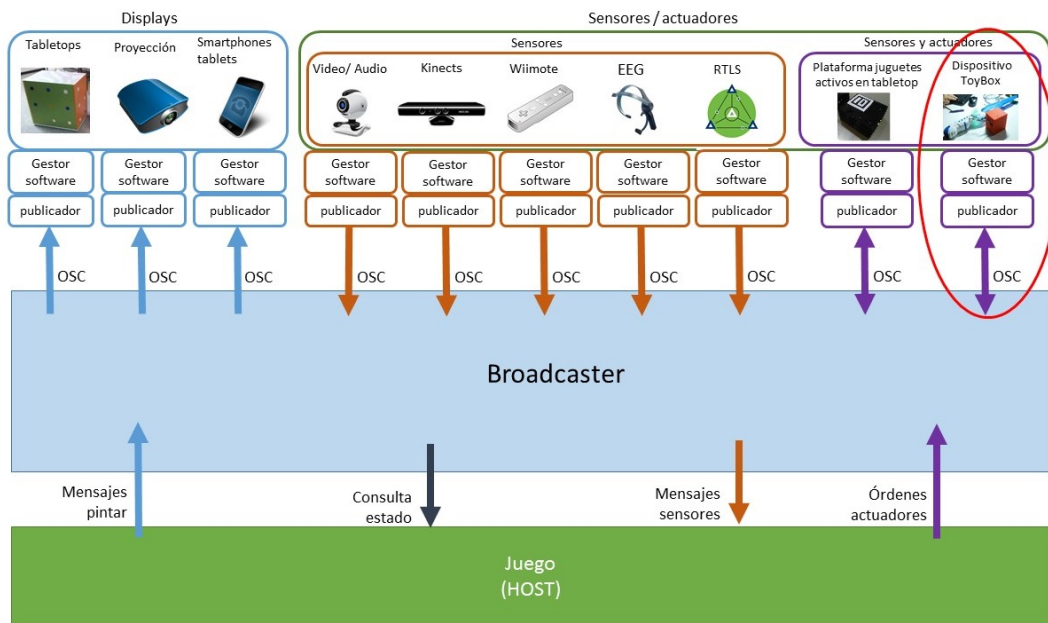 Displays
Sensores / actuadores
Tabletops
Proyección
Smartphones
tablets
Sensores
Sensores y actuadores
Video/ Audio
Kinects
Wiimote
EEG
RTLS
Plataforma juguetes
activos en tabletop
Dispositivo
ToyBox
Gestor
software
Gestor
software
Gestor
software
Gestor
software
Gestor
software
Gestor
software
Gestor
software
Gestor
software
Gestor
software
Gestor
software
publicador
publicador
publicador
publicador
publicador
publicador
publicador
publicador
publicador
publicador
OSC
OSC
OSC
OSC
OSC
OSC
OSC
OSC
OSC
OSC
Broadcaster
Mensajes
pintar
Consulta
estado
Mensajes
sensores
Órdenes
actuadores
Juego
(HOST)